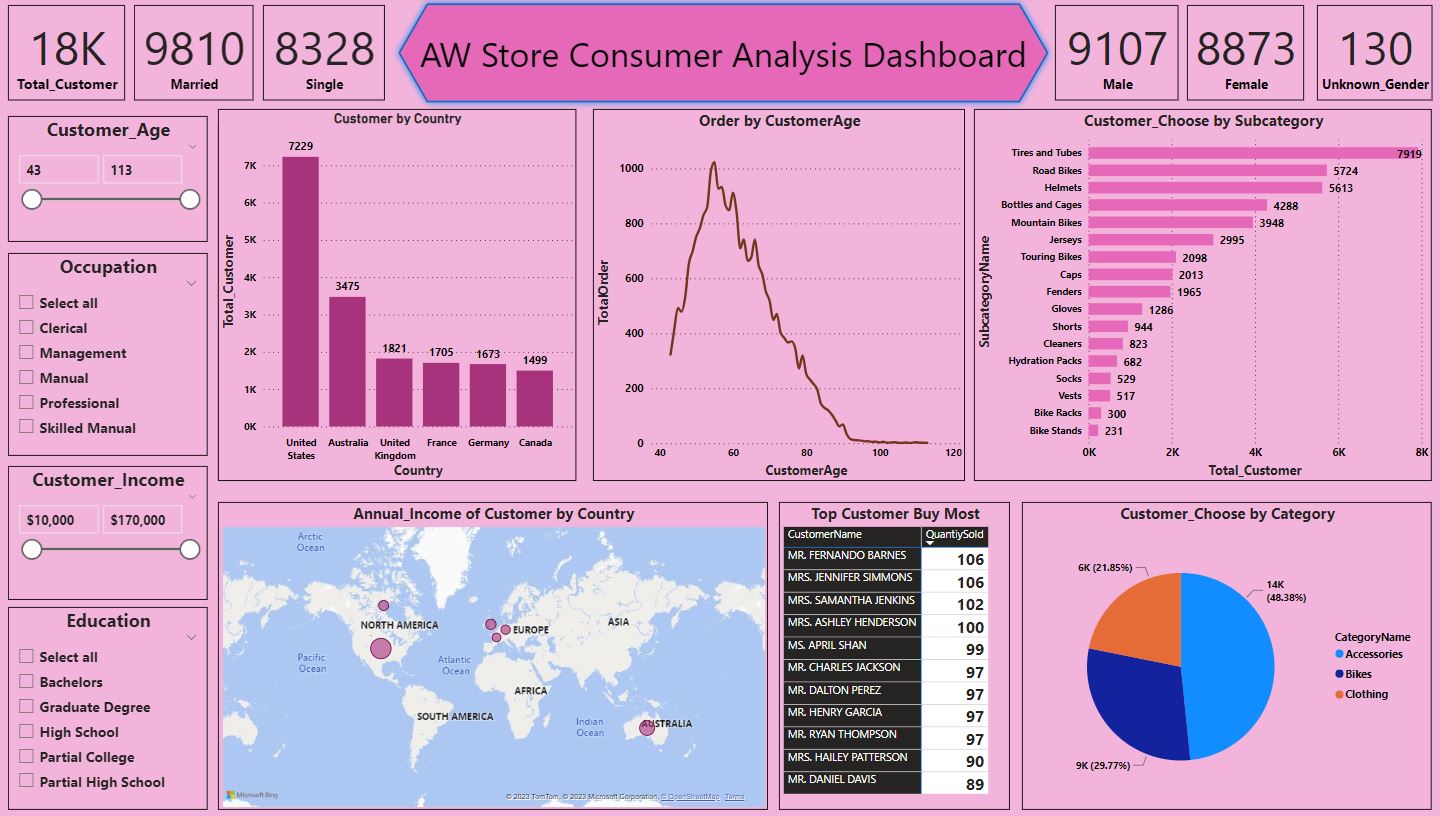 18K
Total_Customer
9810
Married
8328
Single
AW Store Consumer Analysis Dashboard
9107
Male
8873
Female
130
Unknown_Gender
Customer_Age
43 113
Occupation
Select all
Clerical
Management
Manual
Professional
Skilled Manual
Customer_Income
$10,000 $170,000
Education
Select all
Bachelors
Graduate Degree
High School
Partial College
Partial High School
Customer by Country
Total_Customer
7K
6K
5K
4K
3K
2K
1K
0K
7229
3475
1821
1705
1673
1499
United States
Australia
United Kingdom
France
Germany
Canada
Country
Order by CustomerAge
TotalOrder
1000
800
600
400
200
0
40 60 80 100 120
CustomerAge
Customer_Choose by Subcategory
SubcategoryName
Tires and Tubes 7919
Road Bikes 5724
Helmets 5613
Bottles and Cages 4288
Mountain Bikes 3948
Jerseys 2995
Touring Bikes 2098
Caps 2013
Fenders 1965
Gloves 1286
Shorts 944
Cleaners 823
Hydration Packs 682
Socks 529
Vests 517
Bike Racks 300
Bike Stands 231
0K 2K 4K 6K 8K
Total_Customer
Annual_Income of Customer by Country
Arctic
Ocean
NORTH AMERICA
EUROPE
ASIA
Pacific
Ocean
Atlantic
Ocean
AFRICA
SOUTH AMERICA
Indian
Ocean
AUSTRALIA
Microsoft Bing
© 2023 TomTom, © 2023 Microsoft Corporation, © OpenStreetMap Terms
Top Customer Buy Most
CustomerName QuantiySold
MR. FERNANDO BARNES 106
MRS. JENNIFER SIMMONS 106
MRS. SAMANTHA JENKINS 102
MRS. ASHLEY HENDERSON 100
MS. APRIL SHAN 99
MR. CHARLES JACKSON 97
MR. DALTON PEREZ 97
MR. HENRY GARCIA 97
MR. RYAN THOMPSON 97
MRS. HAILEY PATTERSON 90
MR. DANIEL DAVIS 89
Customer_Choose by Category
6K (21.85%)
14K
(48.38%)
9K (29.77%)
CategoryName
Accessories
Bikes
Clothing